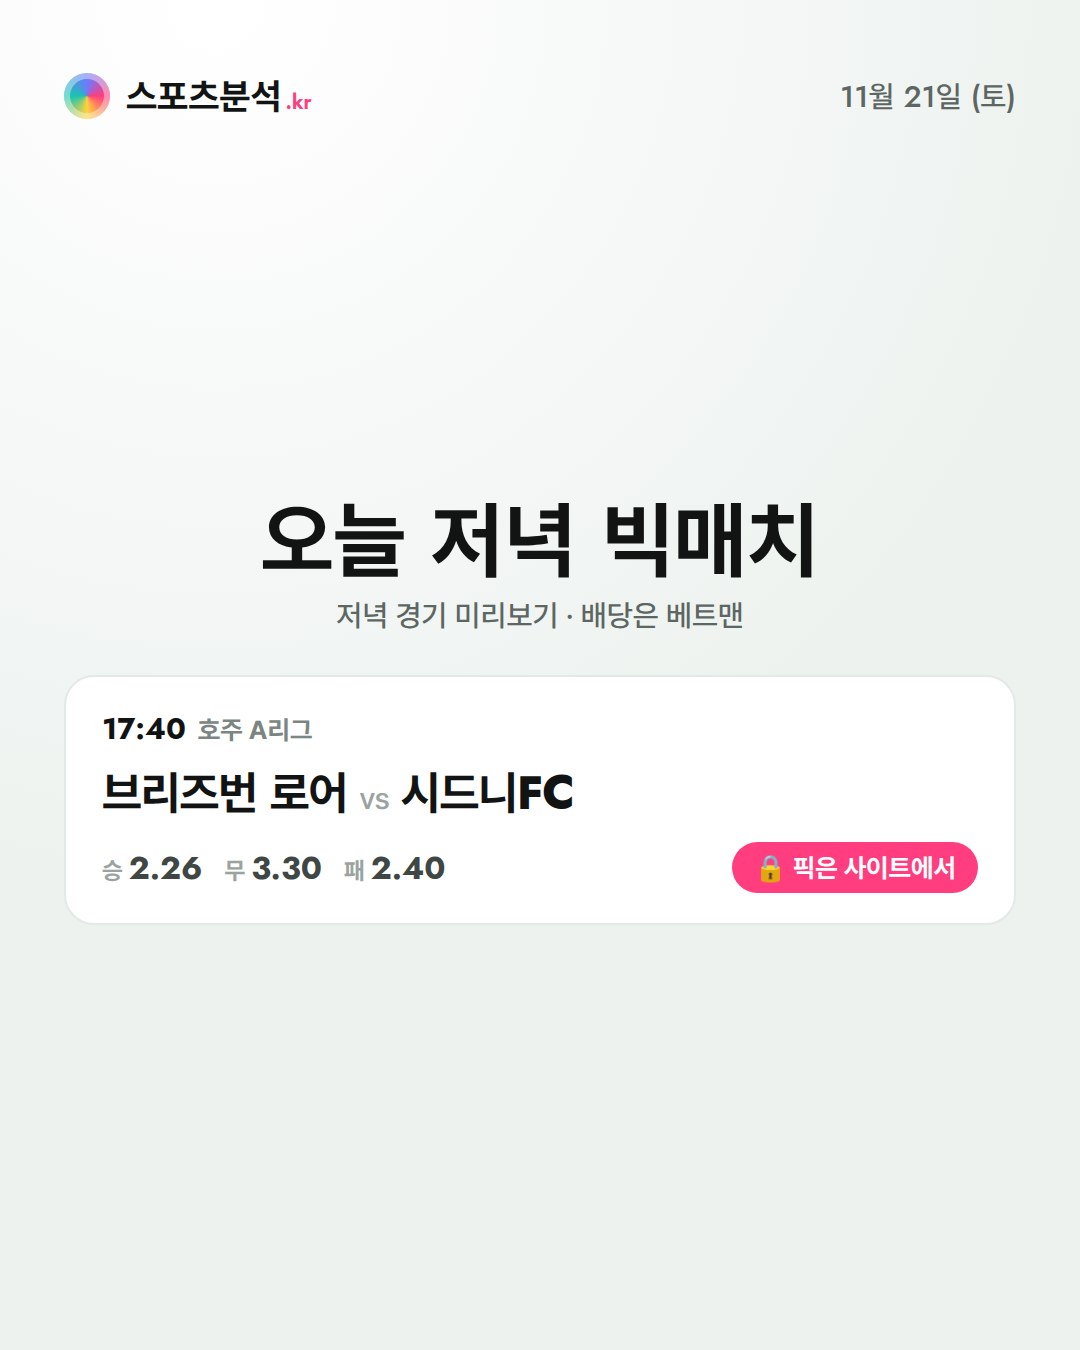 스포츠분석.kr
11월 21일 (토)
오늘 저녁 빅매치
저녁 경기 미리보기 · 배당은 베트맨
17:40 호주 A리그
브리즈번 로어 vs 시드니FC
승 2.26 무 3.30 패 2.40
🔒 픽은 사이트에서